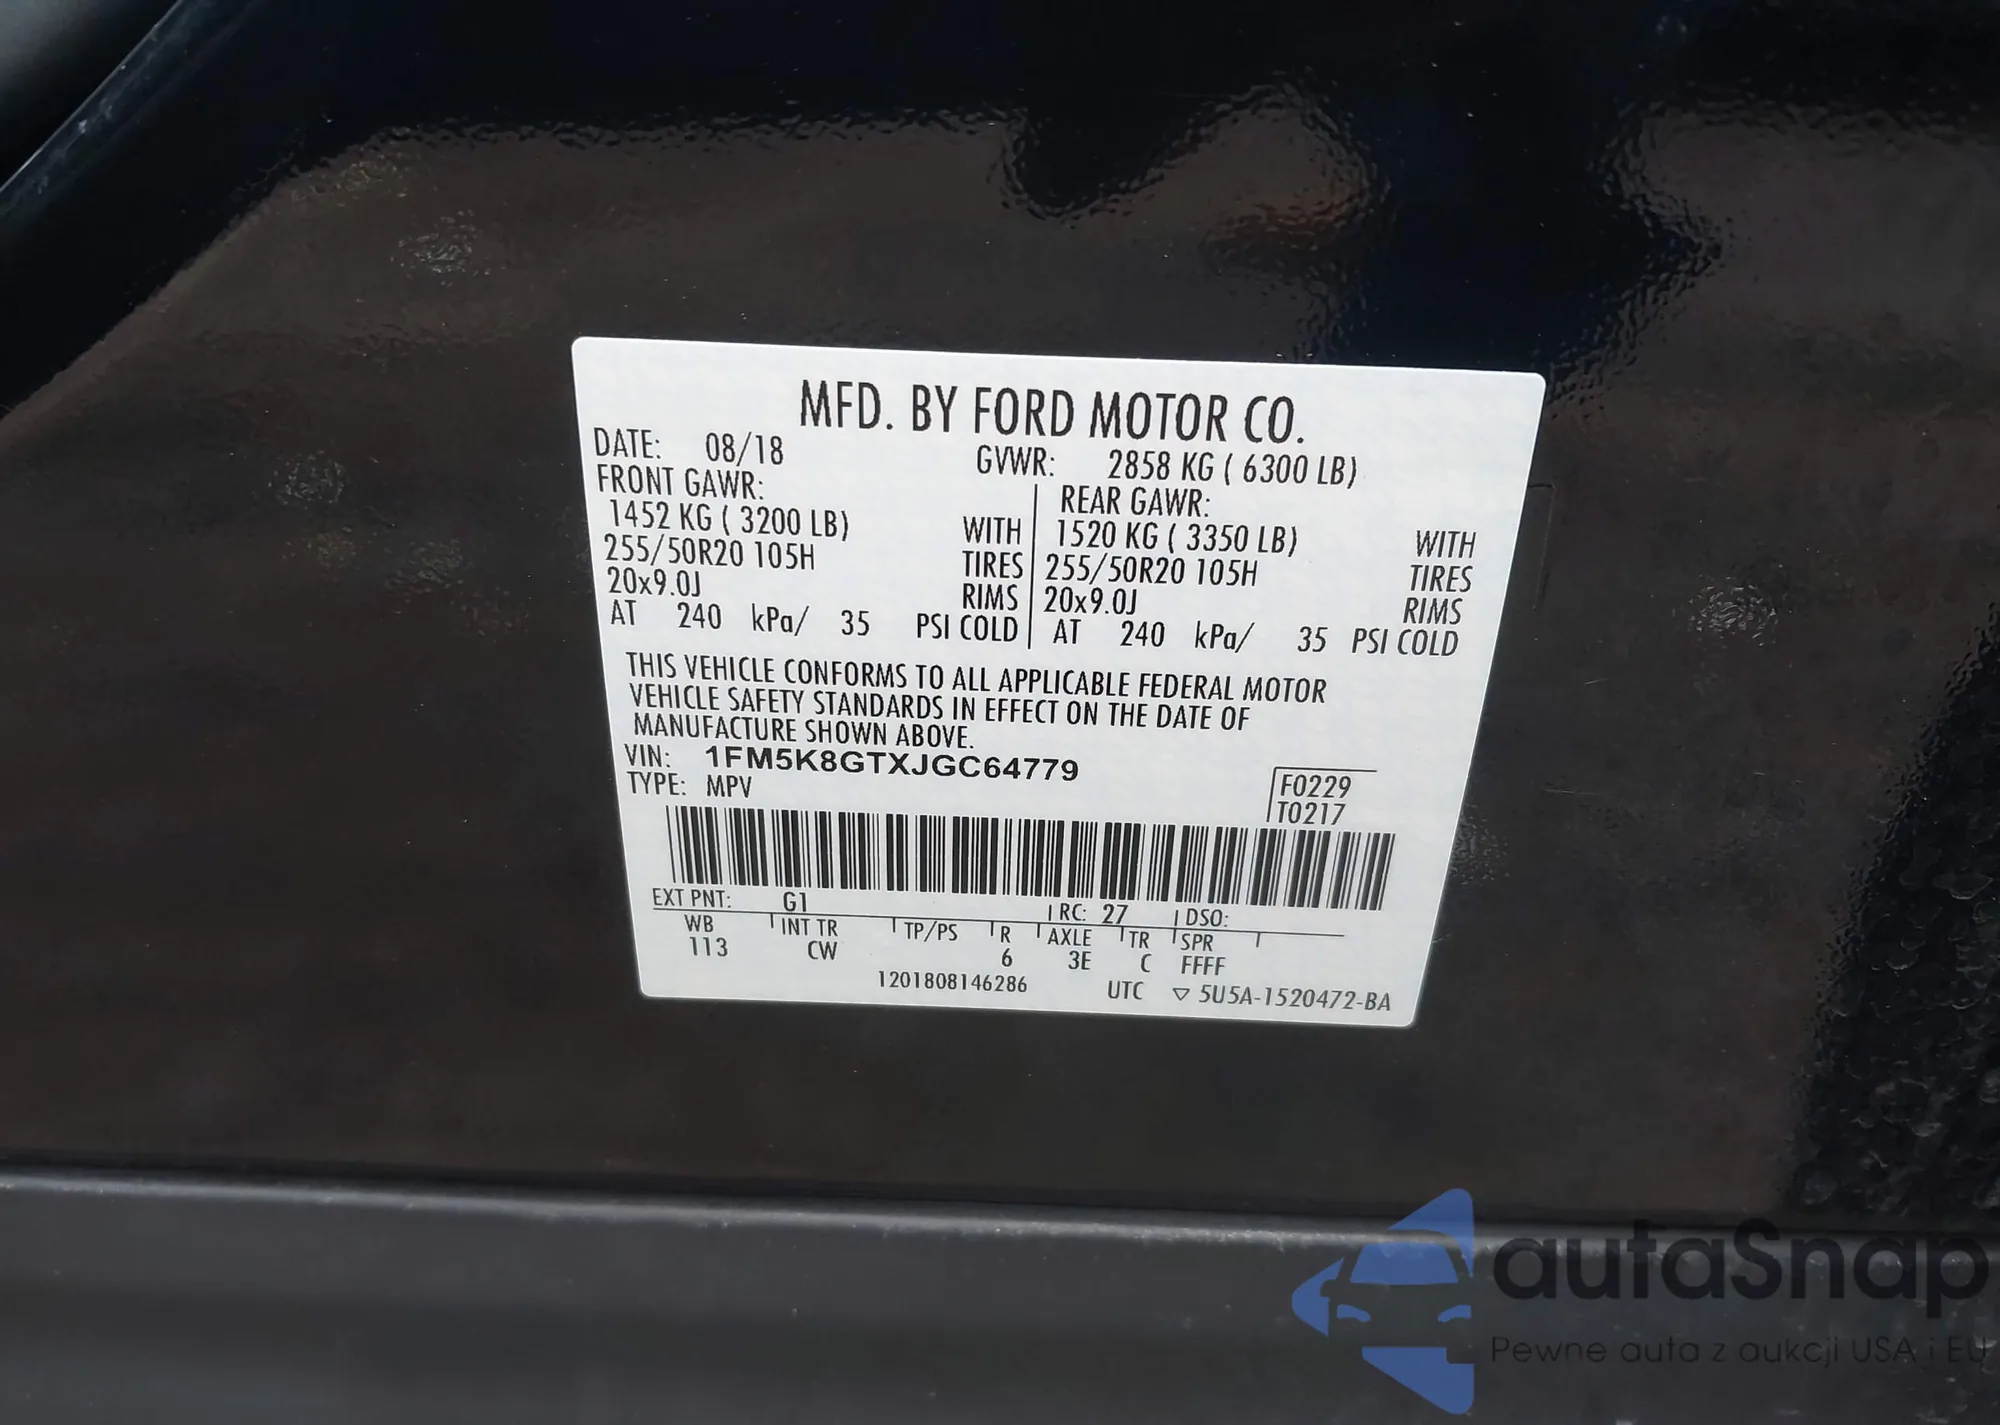 MFD. BY FORD MOTOR CO.
DATE: 08/18 GVWR: 2858 KG ( 6300 LB)
FRONT GAWR: REAR GAWR:
1452 KG ( 3200 LB) WITH 1520 KG ( 3350 LB) WITH
255/50R20 105H TIRES 255/50R20 105H TIRES
20x9.0J RIMS 20x9.0J RIMS
AT 240 kPa/ 35 PSI COLD AT 240 kPa/ 35 PSI COLD
THIS VEHICLE CONFORMS TO ALL APPLICABLE FEDERAL MOTOR
VEHICLE SAFETY STANDARDS IN EFFECT ON THE DATE OF
MANUFACTURE SHOWN ABOVE.
VIN: 1FM5K8GTXJGC64779
TYPE: MPV
F0229
T0217
EXT PNT: G1 RC: 27 DSO:
WB INT TR TP/PS R AXLE TR SPR
113 CW 6 3E C FFFF
1201808146286 UTC ▽ 5U5A-1520472-BA
autaSnap
Pewne auta z aukcji USA i EU